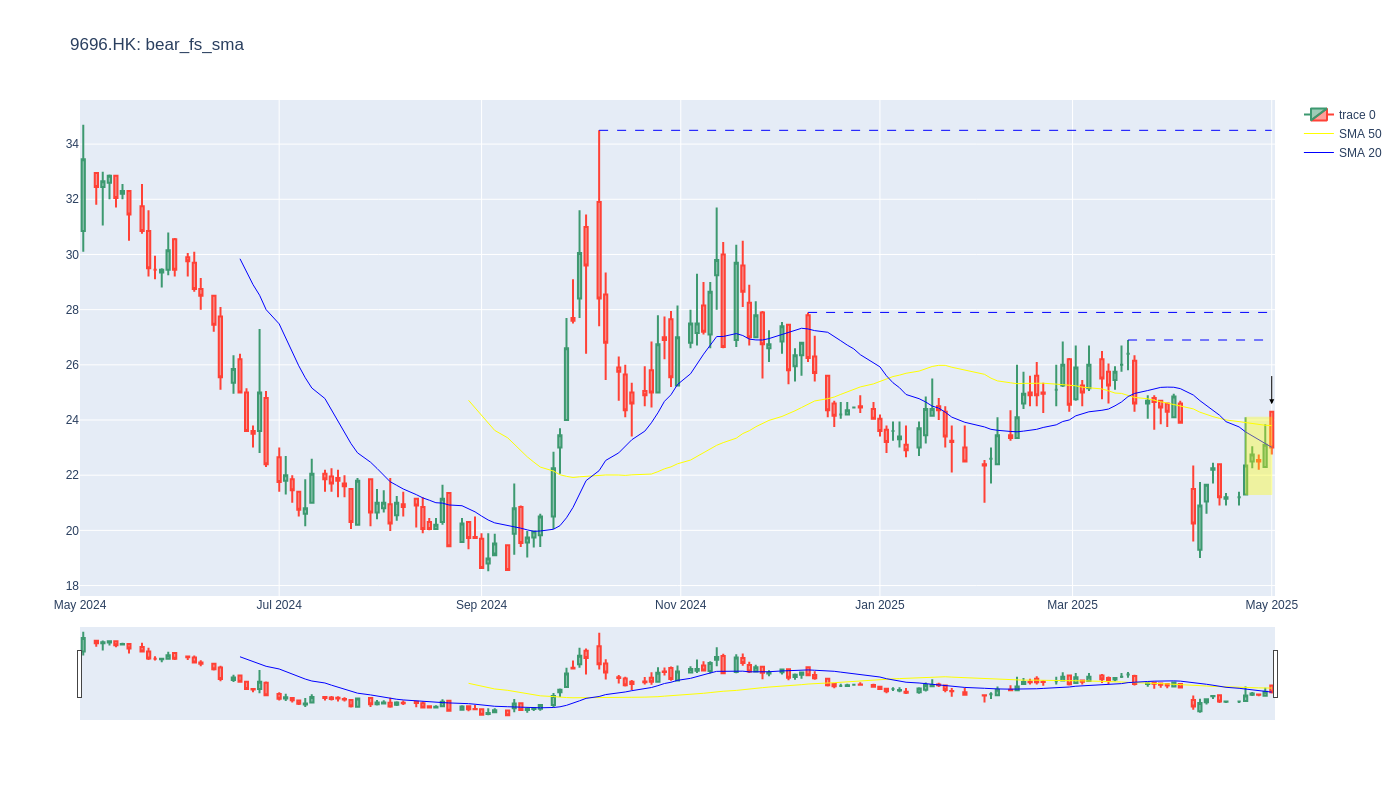 9696.HK: bear_fs_sma
trace 0
SMA 50
SMA 20
34
32
30
28
26
24
22
20
18
May 2024
Jul 2024
Sep 2024
Nov 2024
Jan 2025
Mar 2025
May 2025